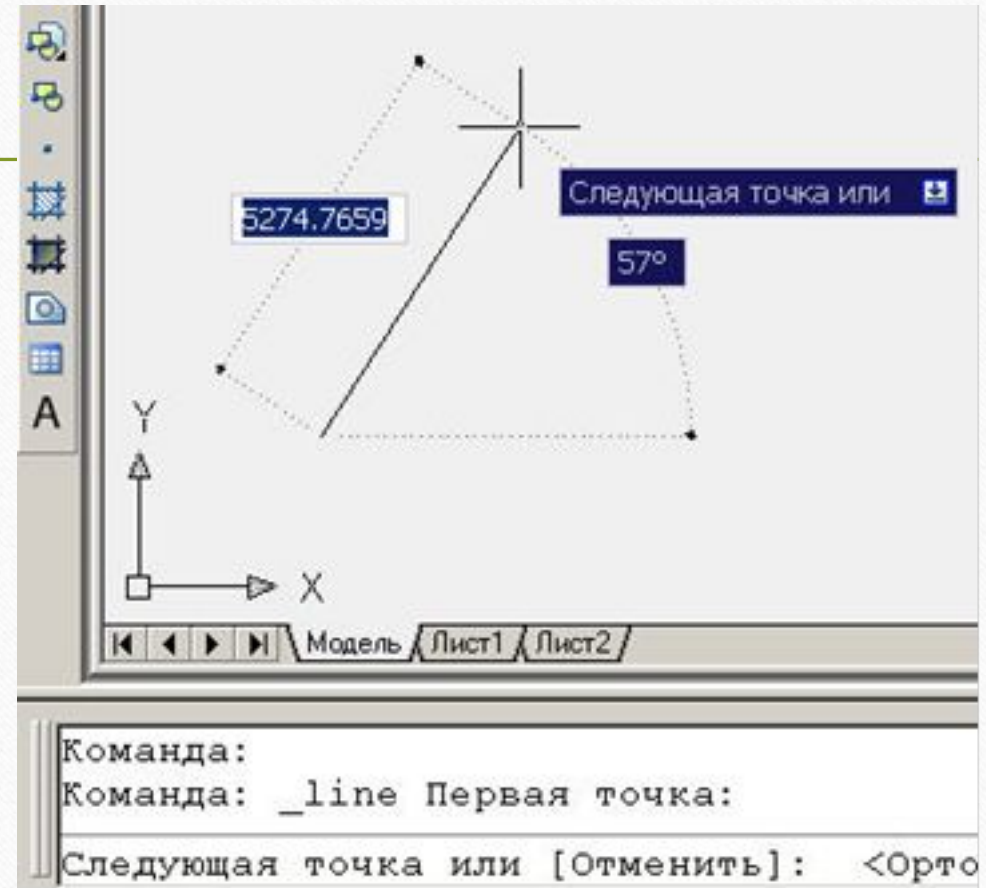 5274.7659
Следующая точка или
57°
A
Y
X
Модель Лист1 Лист2
Команда:
Команда: _line Первая точка:
Следующая точка или [Отменить]: <Орто